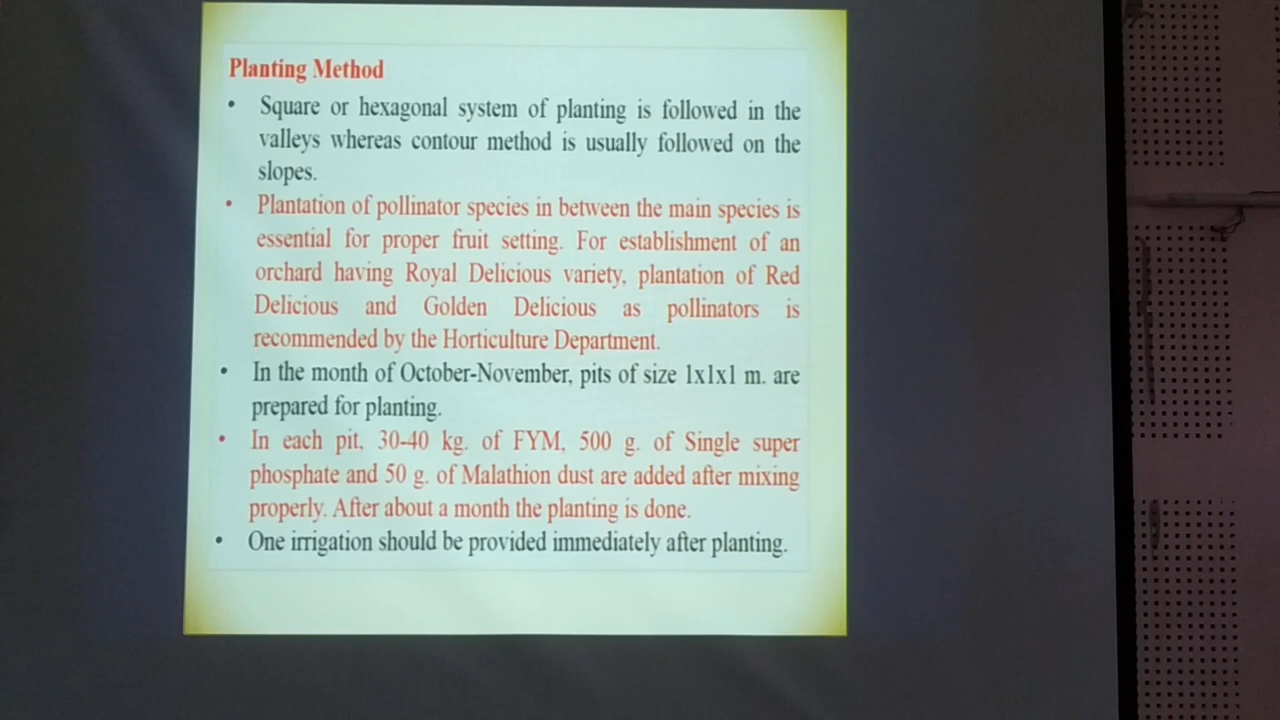 Planting Method
• Square or hexagonal system of planting is followed in the
valleys whereas contour method is usually followed on the
slopes.
• Plantation of pollinator species in between the main species is
essential for proper fruit setting. For establishment of an
orchard having Royal Delicious variety, plantation of Red
Delicious and Golden Delicious as pollinators is
recommended by the Horticulture Department.
• In the month of October-November, pits of size 1x1x1 m. are
prepared for planting.
• In each pit, 30-40 kg. of FYM, 500 g. of Single super
phosphate and 50 g. of Malathion dust are added after mixing
properly. After about a month the planting is done.
• One irrigation should be provided immediately after planting.